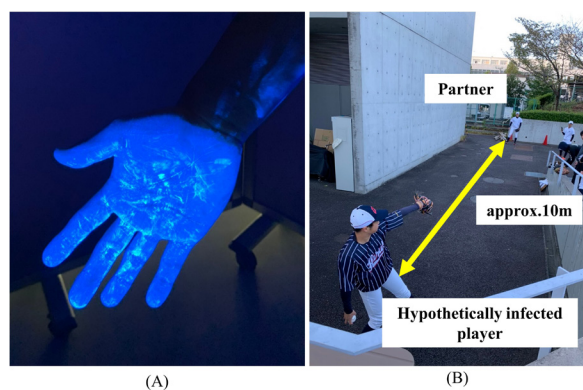 Partner
approx.10m
Hypothetically infected
player
(A)
(B)